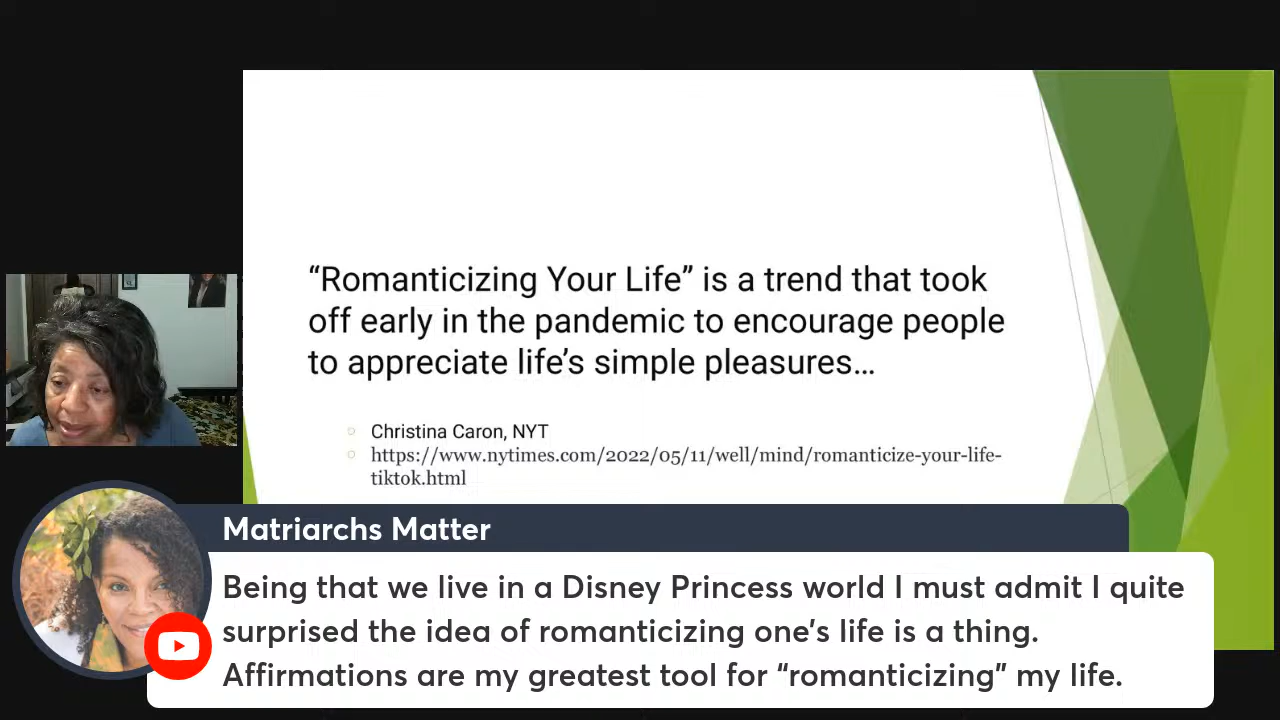 “Romanticizing Your Life” is a trend that took
off early in the pandemic to encourage people
to appreciate life’s simple pleasures…
Christina Caron, NYT
https://www.nytimes.com/2022/05/11/well/mind/romanticize-your-life-
tiktok.html
Matriarchs Matter
Being that we live in a Disney Princess world I must admit I quite
surprised the idea of romanticizing one’s life is a thing.
Affirmations are my greatest tool for “romanticizing” my life.